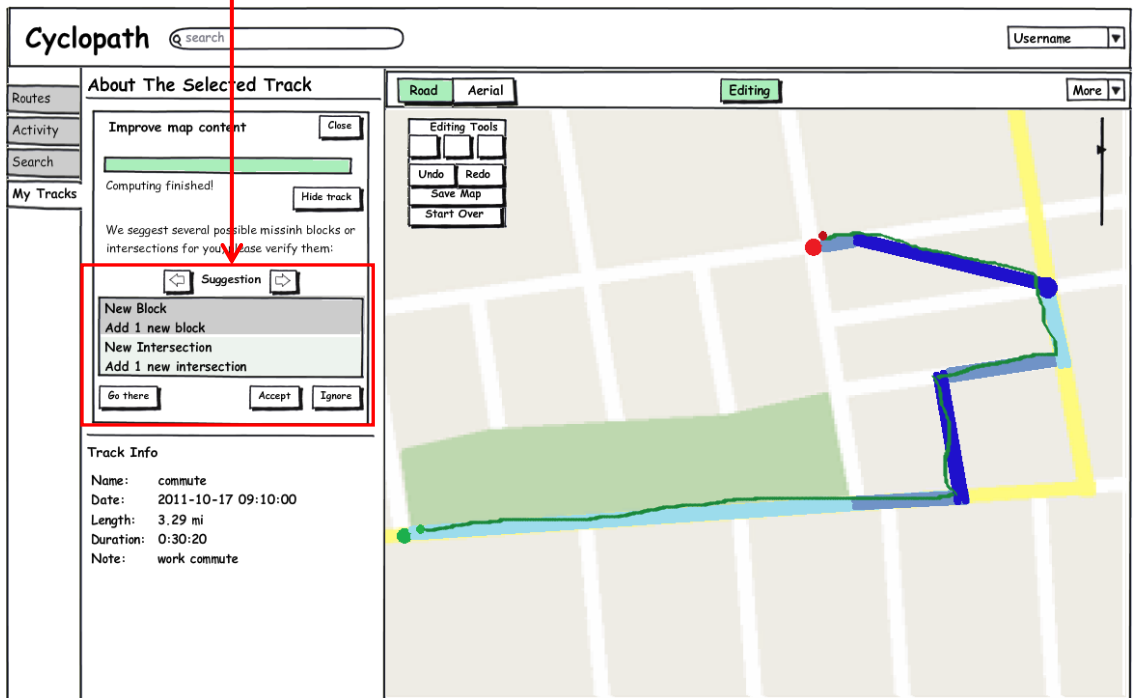 Cyclopath
search
Username
Routes
Activity
Search
My Tracks
About The Selected Track
Improve map content
Close
Computing finished!
Hide track
We seggest several possible missinh blocks or
intersections for you, please verify them:
Suggestion
New Block
Add 1 new block
New Intersection
Add 1 new intersection
Go there
Accept
Ignore
Track Info
Name: commute
Date: 2011-10-17 09:10:00
Length: 3.29 mi
Duration: 0:30:20
Note: work commute
Road
Aerial
Editing
More
Editing Tools
Undo
Redo
Save Map
Start Over